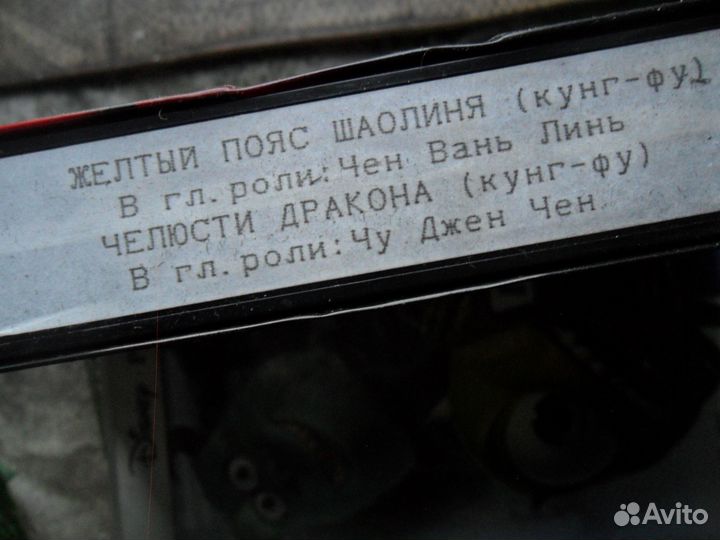 ЖЕЛТЫЙ ПОЯС ШАОЛИНЯ (кунг-фу)
В гл.роли:Чен Вань Линь
ЧЕЛЮСТИ ДРАКОНА (кунг-фу)
В гл.роли:Чу Джен Чен
Avito